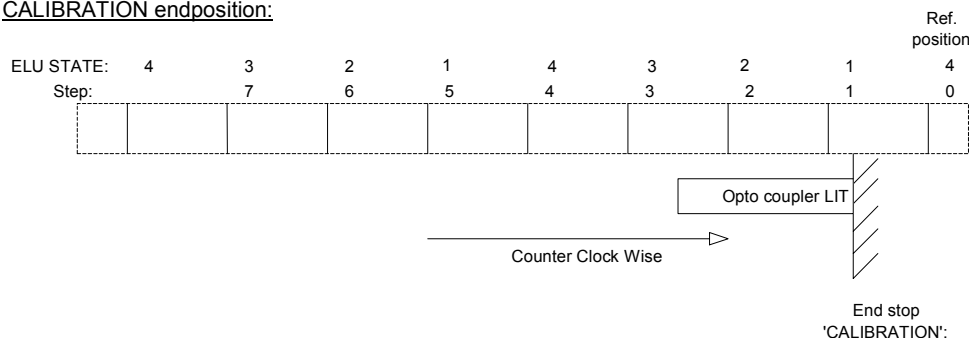 CALIBRATION endposition:
Ref.
position
ELU STATE: 4 3 2 1 4 3 2 1 4
Step: 7 6 5 4 3 2 1 0
Opto coupler LIT
Counter Clock Wise
End stop
'CALIBRATION':